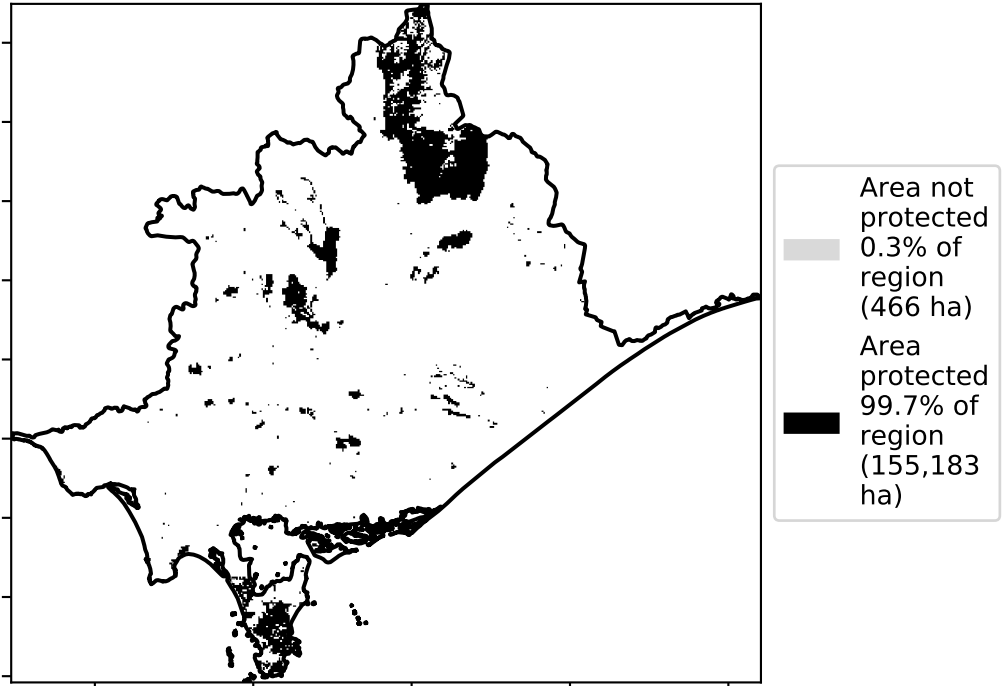 Area not
protected
0.3% of
region
(466 ha)
Area
protected
99.7% of
region
(155,183
ha)